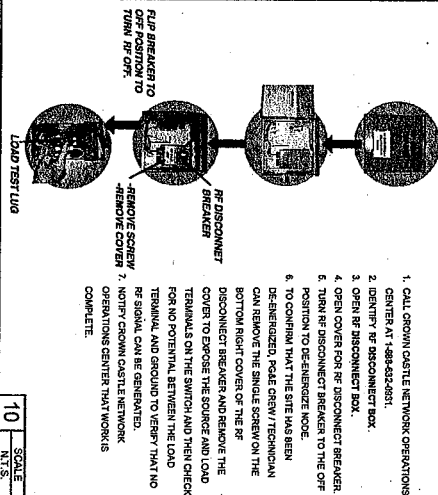 1. CALL CROWN CASTLE NETWORK OPERATIONS
CENTER AT 1-888-632-0931.
2. IDENTIFY RF DISCONNECT BOX.
3. OPEN RF DISCONNECT BOX.
4. OPEN COVER FOR RF DISCONNECT BREAKER.
5. TURN RF DISCONNECT BREAKER TO THE OFF
POSITION TO DE-ENERGIZE NODE.
6. TO CONFIRM THAT THE SITE HAS BEEN
DE-ENERGIZED, PG&E CREW / TECHNICIAN
CAN REMOVE THE SINGLE SCREW ON THE
BOTTOM RIGHT COVER OF THE RF
DISCONNECT BREAKER AND REMOVE THE
COVER TO EXPOSE THE SOURCE AND LOAD
TERMINALS ON THE SWITCH AND THEN CHECK
FOR NO POTENTIAL BETWEEN THE LOAD
TERMINAL AND GROUND TO VERIFY THAT NO
RF SIGNAL CAN BE GENERATED.
7. NOTIFY CROWN CASTLE NETWORK
OPERATIONS CENTER THAT WORK IS
COMPLETE.
RF DISCONNET
BREAKER
-REMOVE SCREW
-REMOVE COVER
FLIP BREAKER TO
OFF POSITION TO
TURN RF OFF.
LOAD TEST LUG
10
SCALE
N.T.S.